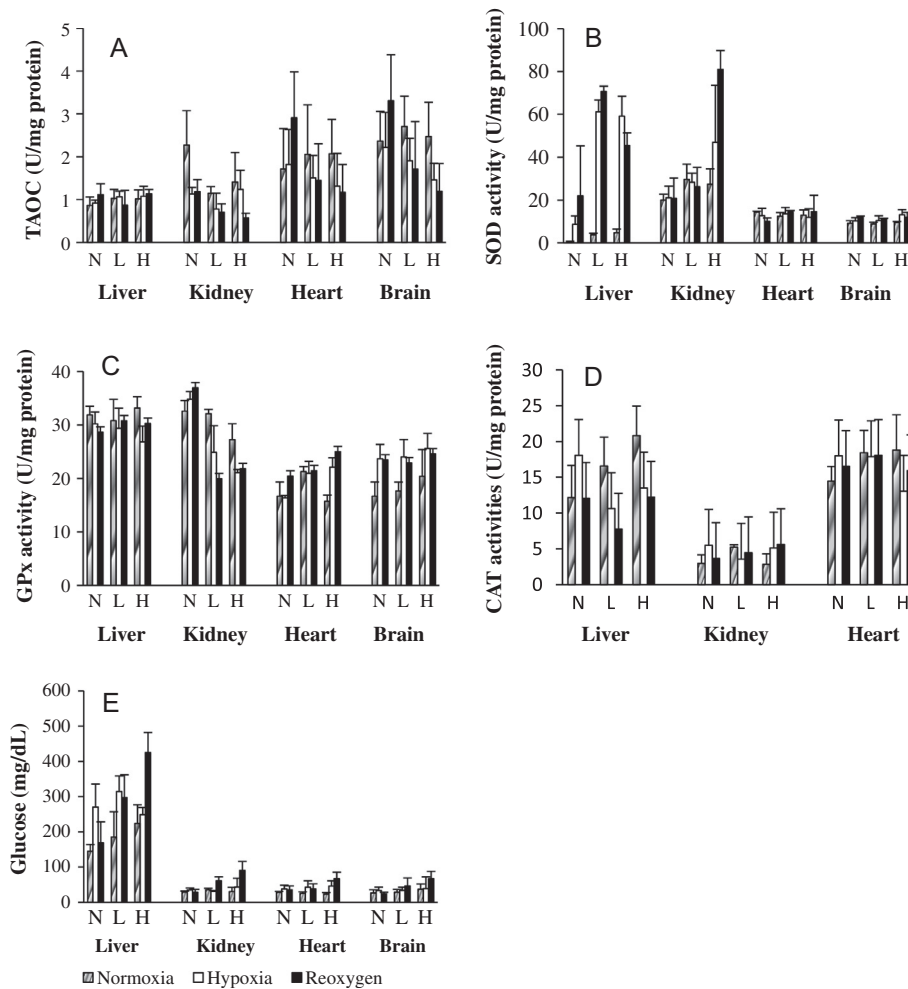 A
TAOC (U/mg protein)
5
4
3
2
1
0
N L H N L H N L H N L H
Liver Kidney Heart Brain
B
SOD activity (U/mg protein)
100
80
60
40
20
0
N L H N L H N L H N L H
Liver Kidney Heart Brain
C
GPx activity (U/mg protein)
40
30
20
10
0
N L H N L H N L H N L H
Liver Kidney Heart Brain
D
CAT activities (U/mg protein)
30
25
20
15
10
5
0
N L H N L H N L H
Liver Kidney Heart
E
Glucose (mg/dL)
600
500
400
300
200
100
0
N L H N L H N L H N L H
Liver Kidney Heart Brain
Normoxia Hypoxia Reoxygen